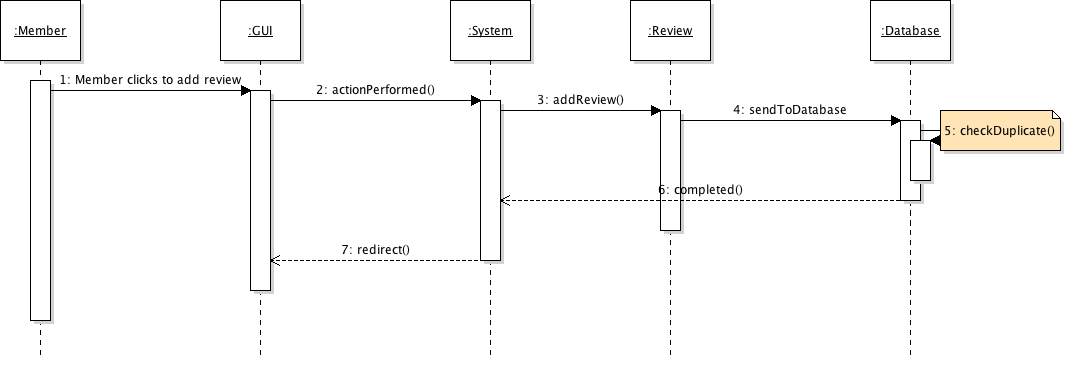 :Member
:GUI
:System
:Review
:Database
1: Member clicks to add review
2: actionPerformed()
3: addReview()
4: sendToDatabase
5: checkDuplicate()
6: completed()
7: redirect()